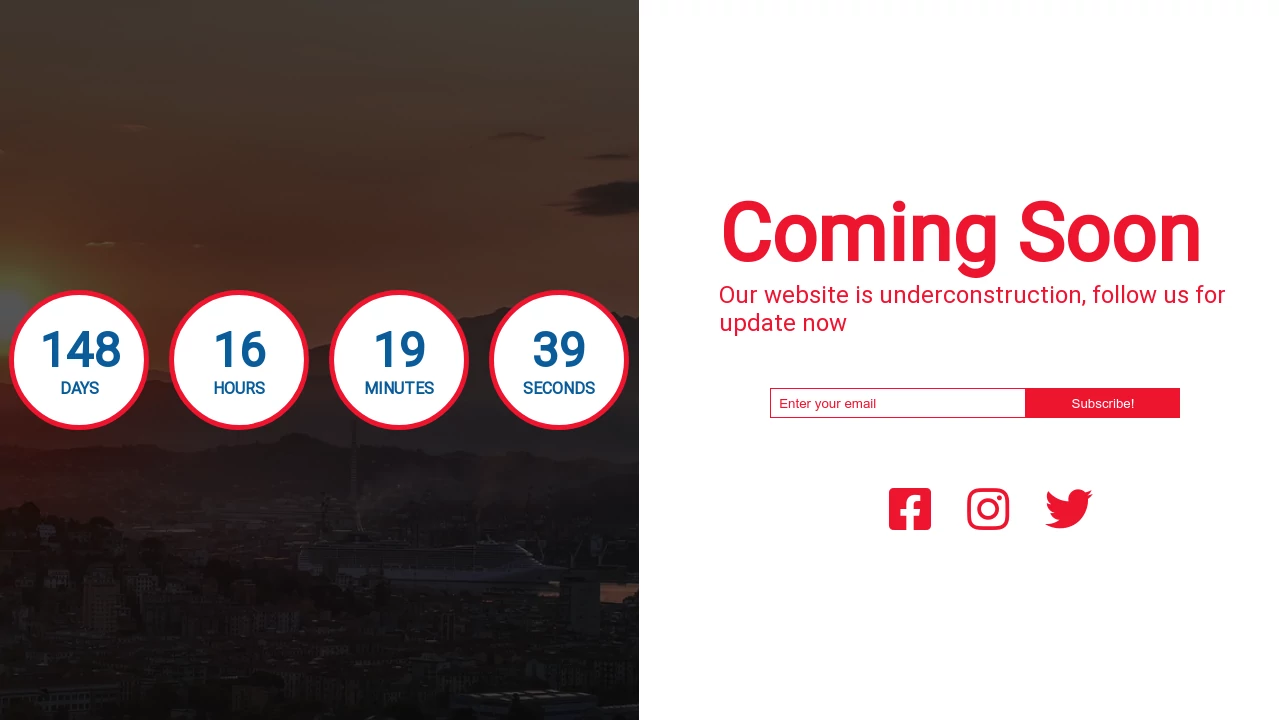 148
DAYS
16
HOURS
19
MINUTES
39
SECONDS
Coming Soon
Our website is underconstruction, follow us for
update now
Enter your email
Subscribe!